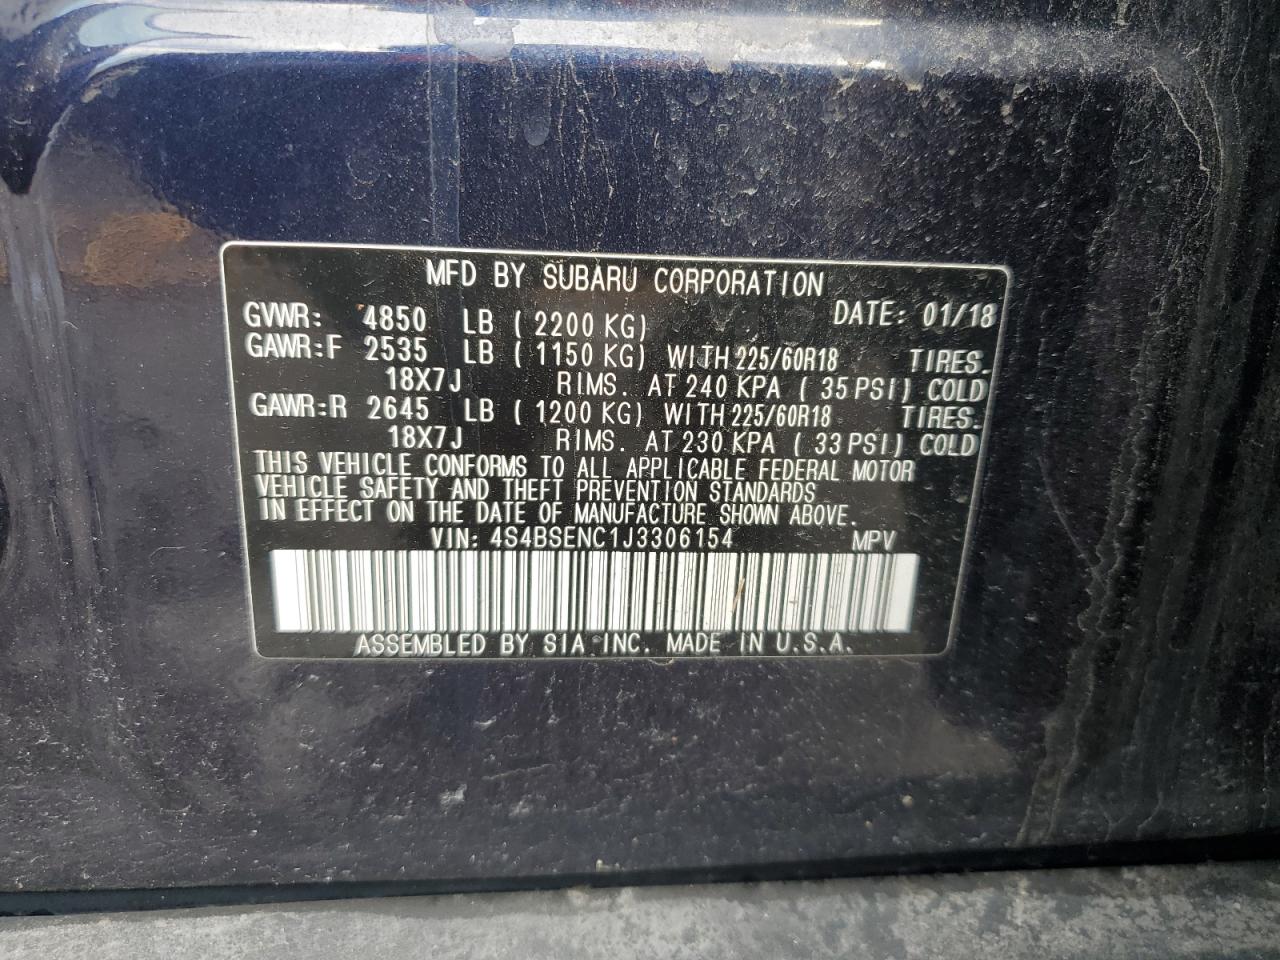 MFD BY SUBARU CORPORATION
GVWR: 4850 LB ( 2200 KG) DATE: 01/18
GAWR:F 2535 LB ( 1150 KG) WITH 225/60R18 TIRES.
18X7J RIMS. AT 240 KPA ( 35 PSI) COLD
GAWR:R 2645 LB ( 1200 KG) WITH 225/60R18 TIRES.
18X7J RIMS. AT 230 KPA ( 33 PSI) COLD
THIS VEHICLE CONFORMS TO ALL APPLICABLE FEDERAL MOTOR
VEHICLE SAFETY AND THEFT PREVENTION STANDARDS
IN EFFECT ON THE DATE OF MANUFACTURE SHOWN ABOVE.
VIN: 4S4BSENC1J3306154 MPV
ASSEMBLED BY SIA INC. MADE IN U.S.A.